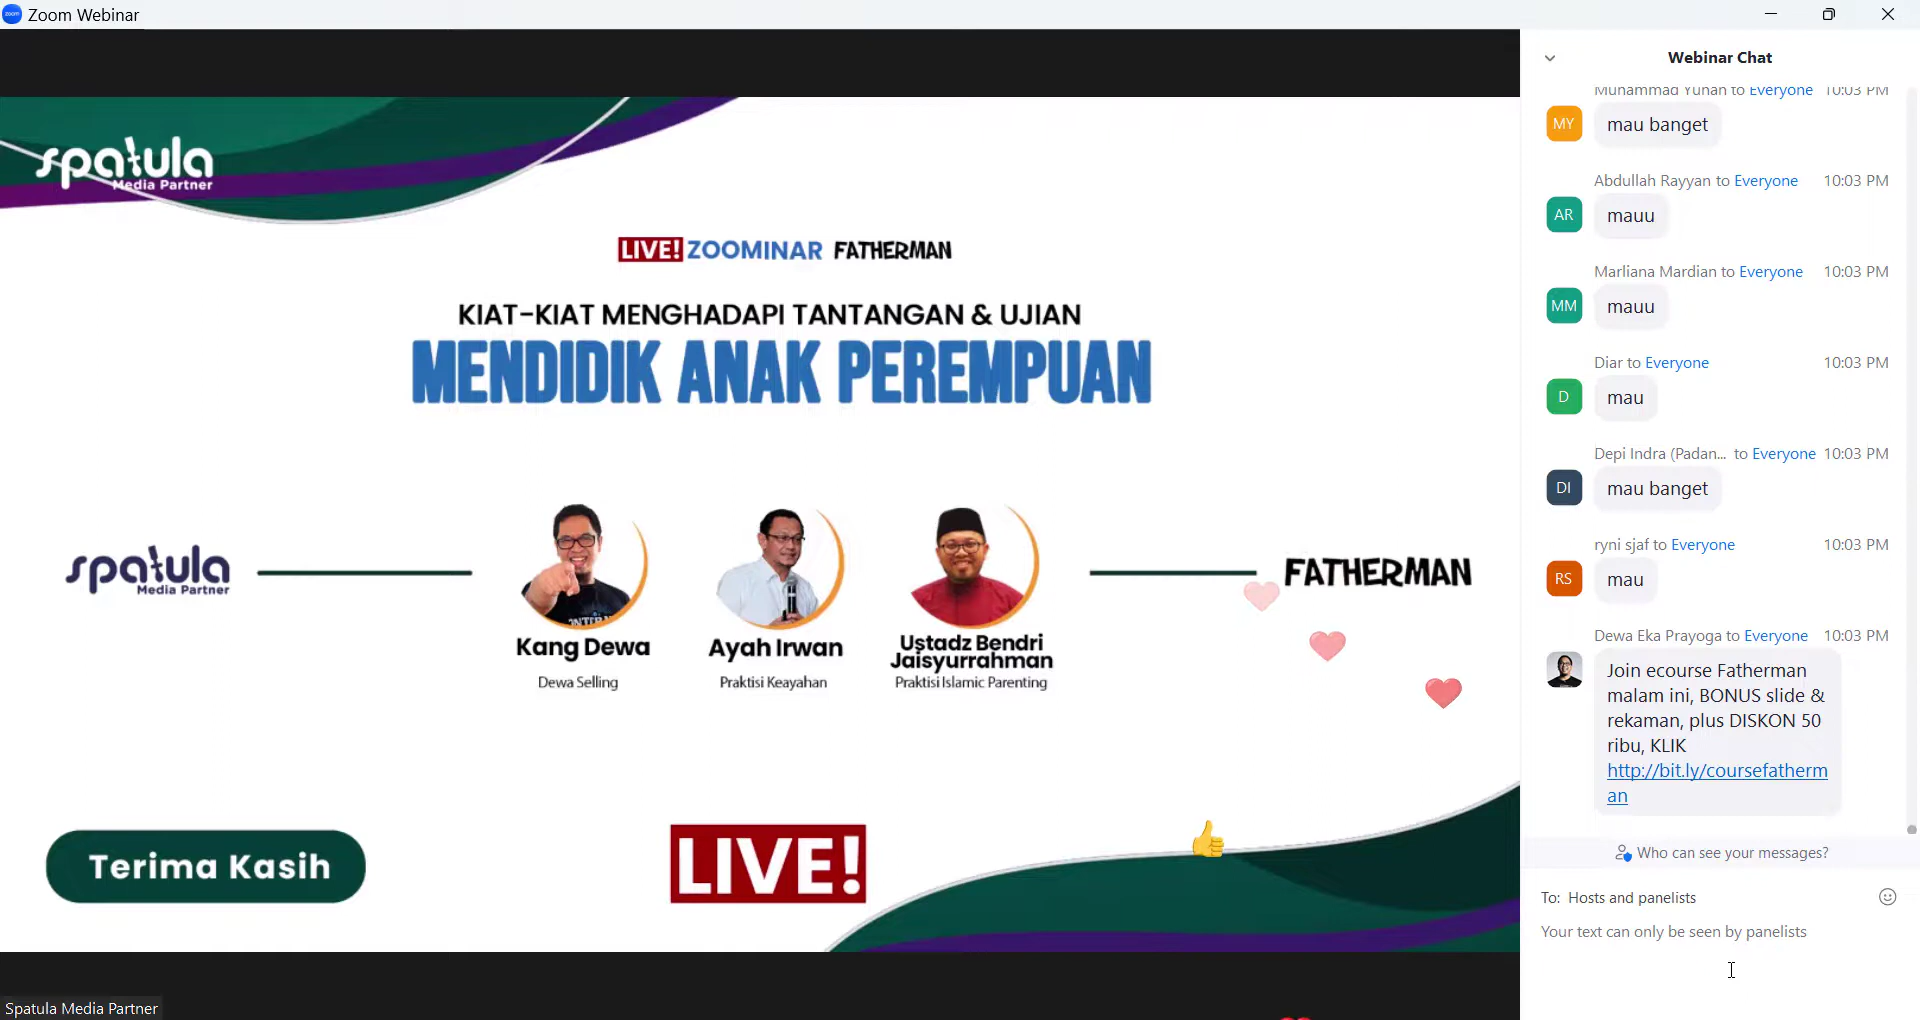 Zoom Webinar
spatula
Media Partner
LIVE! ZOOMINAR FATHERMAN
KIAT-KIAT MENGHADAPI TANTANGAN & UJIAN
MENDIDIK ANAK PEREMPUAN
spatula
Media Partner
Kang Dewa
Dewa Selling
Ayah Irwan
Praktisi Keayahan
Ustadz Bendri
Jaisyurrahman
Praktisi Islamic Parenting
FATHERMAN
Terima Kasih
LIVE!
Spatula Media Partner
Webinar Chat
Muhammad Yunan to Everyone 10:03 PM
MY
mau banget
Abdullah Rayyan to Everyone 10:03 PM
AR
mauu
Marliana Mardian to Everyone 10:03 PM
MM
mauu
Diar to Everyone 10:03 PM
D
mau
Depi Indra (Padan... to Everyone 10:03 PM
DI
mau banget
ryni sjaf to Everyone 10:03 PM
RS
mau
Dewa Eka Prayoga to Everyone 10:03 PM
Join ecourse Fatherman
malam ini, BONUS slide &
rekaman, plus DISKON 50
ribu, KLIK
http://bit.ly/coursefatherm
an
Who can see your messages?
To: Hosts and panelists
Your text can only be seen by panelists